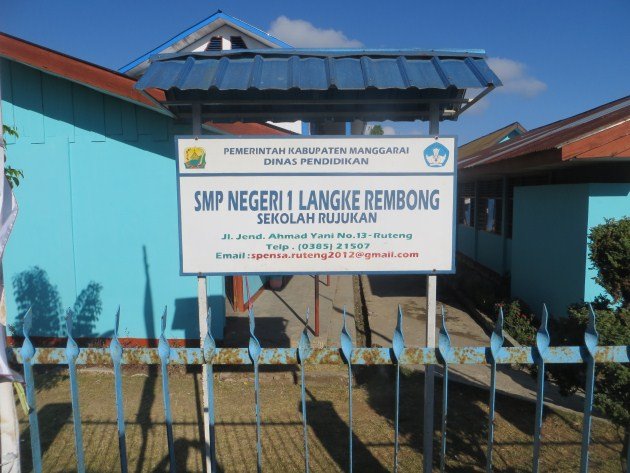 PEMERINTAH KABUPATEN MANGGARAI
DINAS PENDIDIKAN
SMP NEGERI 1 LANGKE REMBONG
SEKOLAH RUJUKAN
Jl. Jend. Ahmad Yani No.13-Ruteng
Telp . (0385) 21507
Email : spensa.ruteng2012@gmail.com